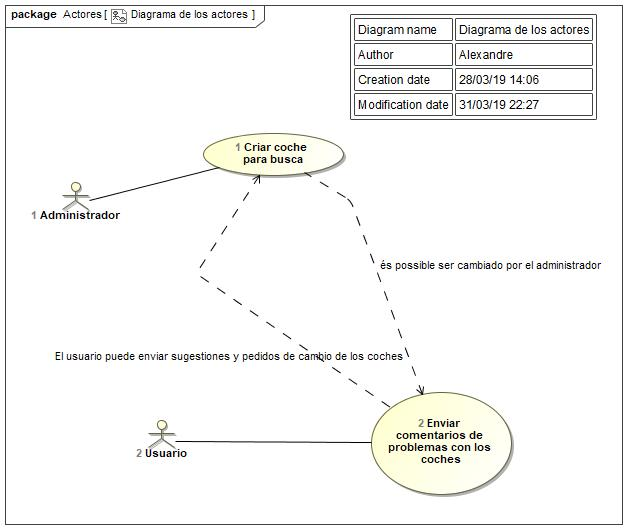 package Actores [ Diagrama de los actores ]
Diagram name Diagrama de los actores
Author Alexandre
Creation date 28/03/19 14:06
Modification date 31/03/19 22:27
1 Criar coche
para busca
1 Administrador
és possible ser cambiado por el administrador
El usuario puede enviar sugestiones y pedidos de cambio de los coches
2 Enviar
comentarios de
problemas con los
coches
2 Usuario